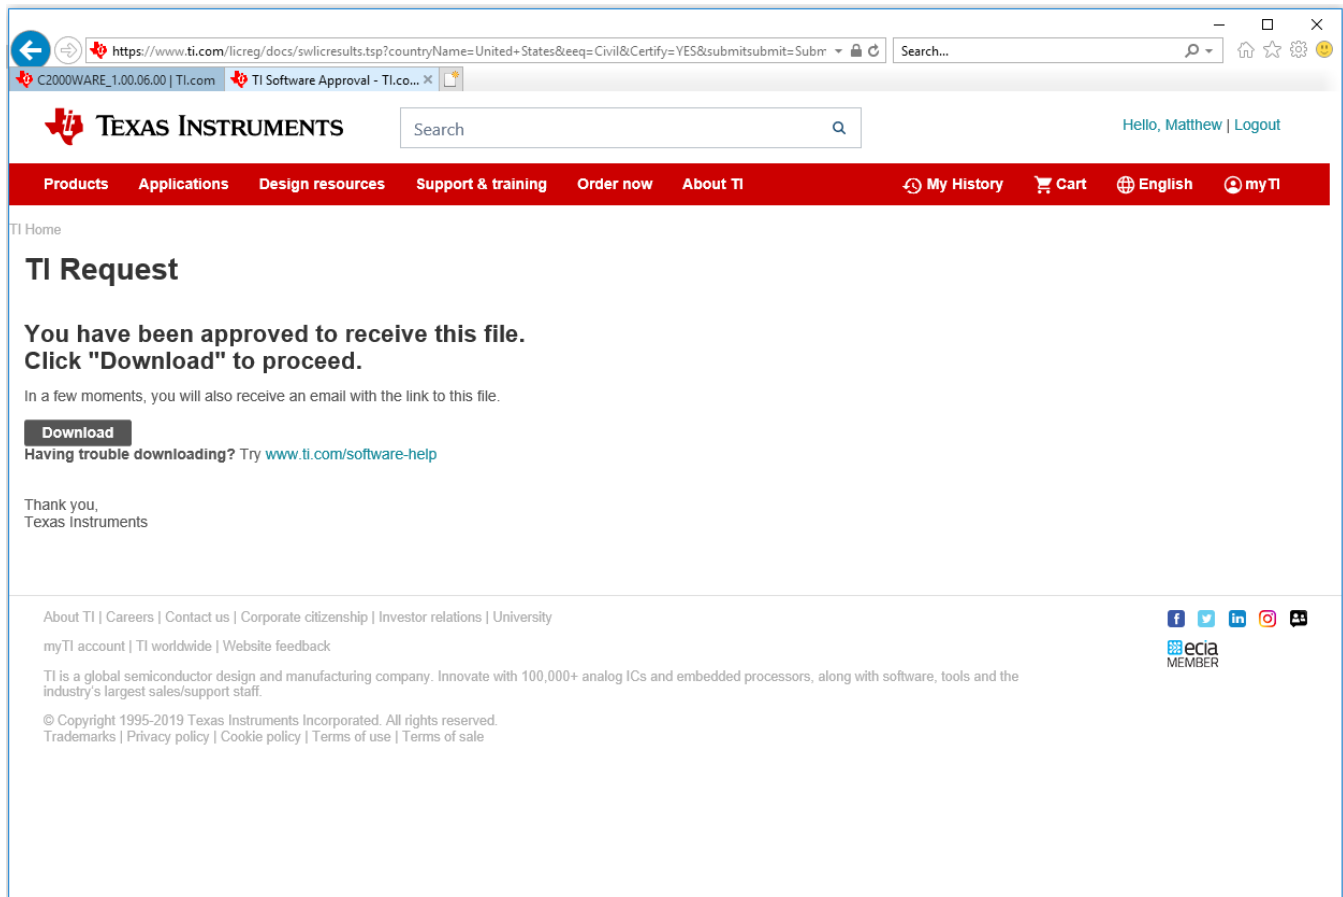 https://www.ti.com/licreg/docs/swlicresults.tsp?countryName=United+States&eeq=Civil&Certify=YES&submitsubmit=Subm
Search...
C2000WARE_1.00.06.00 | TI.com
TI Software Approval - TI.co...
TEXAS INSTRUMENTS
Search
Hello, Matthew | Logout
Products Applications Design resources Support & training Order now About TI My History Cart English myTI
TI Home
TI Request
You have been approved to receive this file.
Click "Download" to proceed.
In a few moments, you will also receive an email with the link to this file.
Download
Having trouble downloading? Try www.ti.com/software-help
Thank you,
Texas Instruments
About TI | Careers | Contact us | Corporate citizenship | Investor relations | University
myTI account | TI worldwide | Website feedback
TI is a global semiconductor design and manufacturing company. Innovate with 100,000+ analog ICs and embedded processors, along with software, tools and the
industry's largest sales/support staff.
© Copyright 1995-2019 Texas Instruments Incorporated. All rights reserved.
Trademarks | Privacy policy | Cookie policy | Terms of use | Terms of sale
ecia
MEMBER